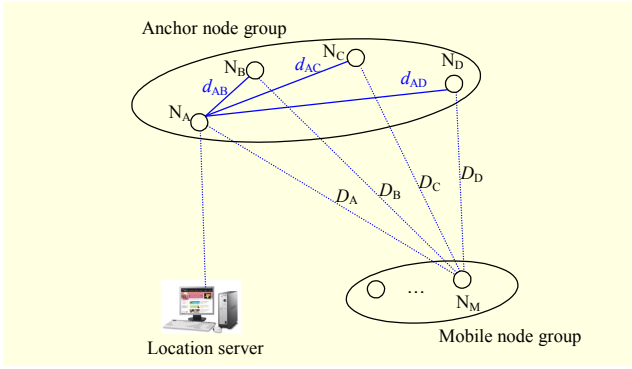 Anchor node group
N_A
N_B
N_C
N_D
d_AB
d_AC
d_AD
D_A
D_B
D_C
D_D
...
N_M
Location server
Mobile node group